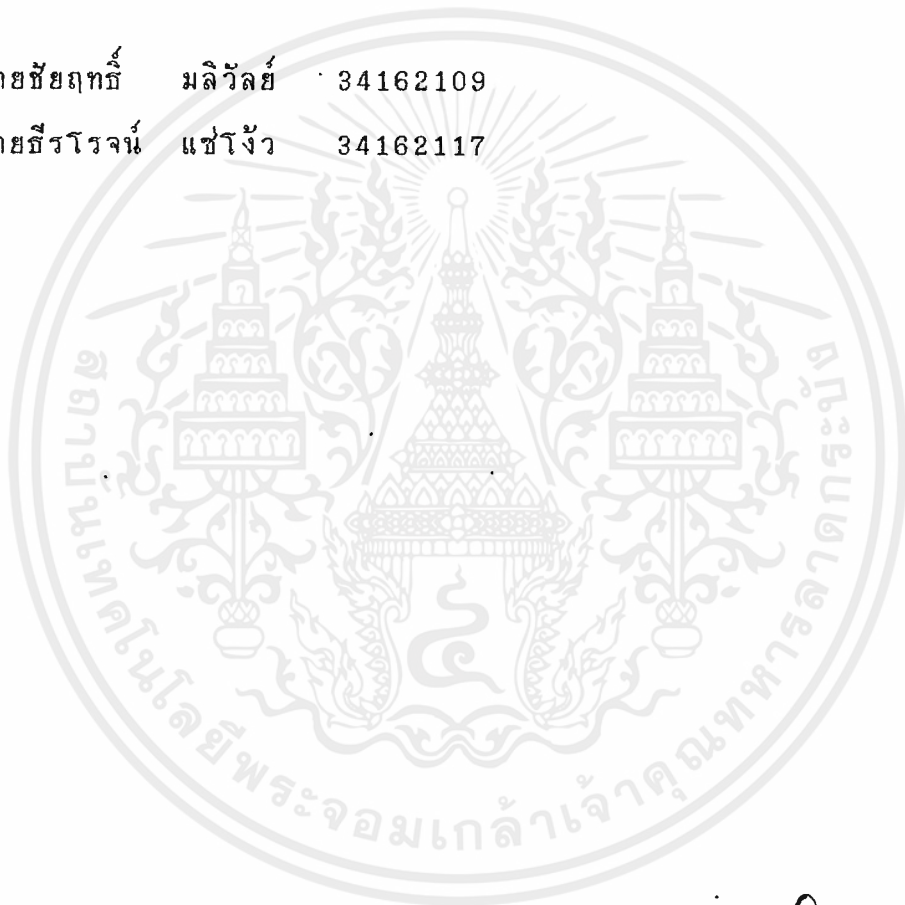 ายชัยฤทธิ์ มลิวัลย์ 34162109
ายธีรโรจน์ แซ่โง้ว 34162117
สถาบันเทคโนโลยีพระจอมเกล้าเจ้าคุณทหารลาดกระบัง